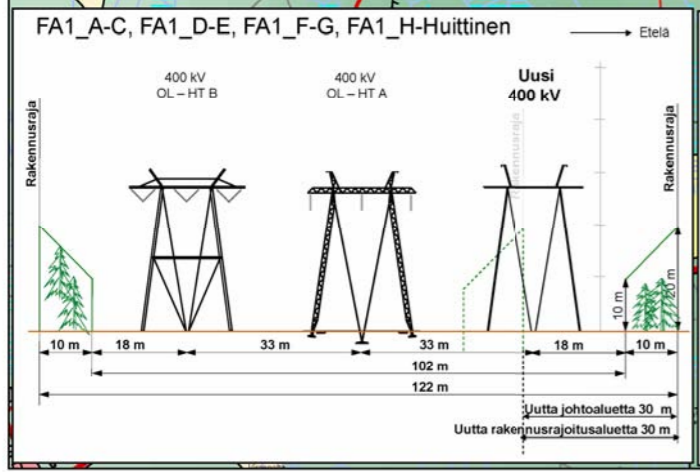 FA1_A-C, FA1_D-E, FA1_F-G, FA1_H-Huittinen
Etelä
400 kV
OL – HT B
400 kV
OL – HT A
Uusi
400 kV
Rakennusraja
Rakennusraja
Rakennusraja
10 m
20 m
10 m
18 m
33 m
33 m
18 m
10 m
102 m
122 m
Uutta johtoaluetta 30 m
Uutta rakennusrajoitusaluetta 30 m